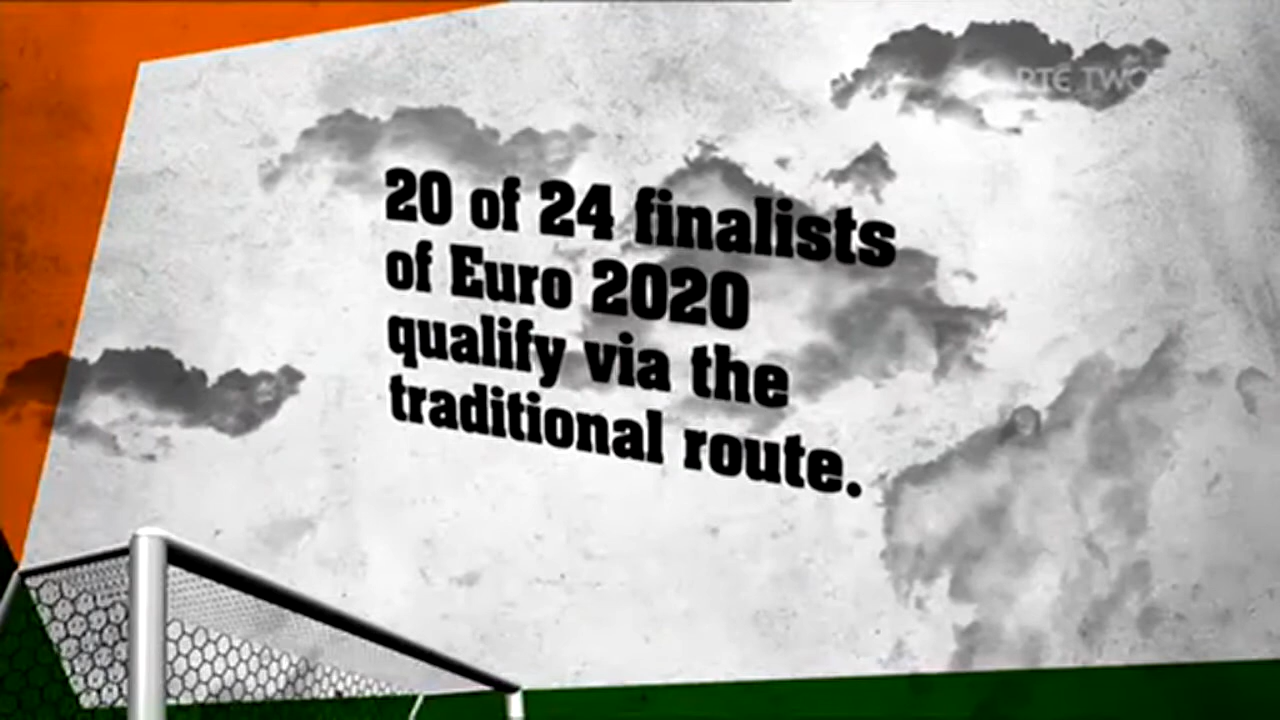 RTÉ TWO
20 of 24 finalists
of Euro 2020
qualify via the
traditional route.